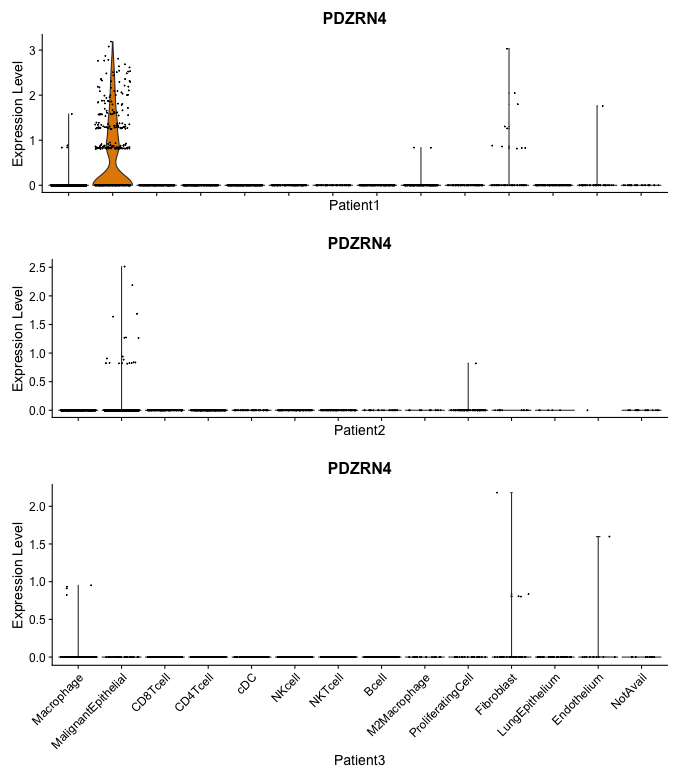 PDZRN4
Expression Level
3
2
1
0
Patient1
PDZRN4
Expression Level
2.5
2.0
1.5
1.0
0.5
0.0
Patient2
PDZRN4
Expression Level
2.0
1.5
1.0
0.5
0.0
Macrophage
MalignantEpithelial
CD8Tcell
CD4Tcell
cDC
NKcell
NKTcell
Bcell
M2Macrophage
ProliferatingCell
Fibroblast
LungEpithelium
Endothelium
NotAvail
Patient3